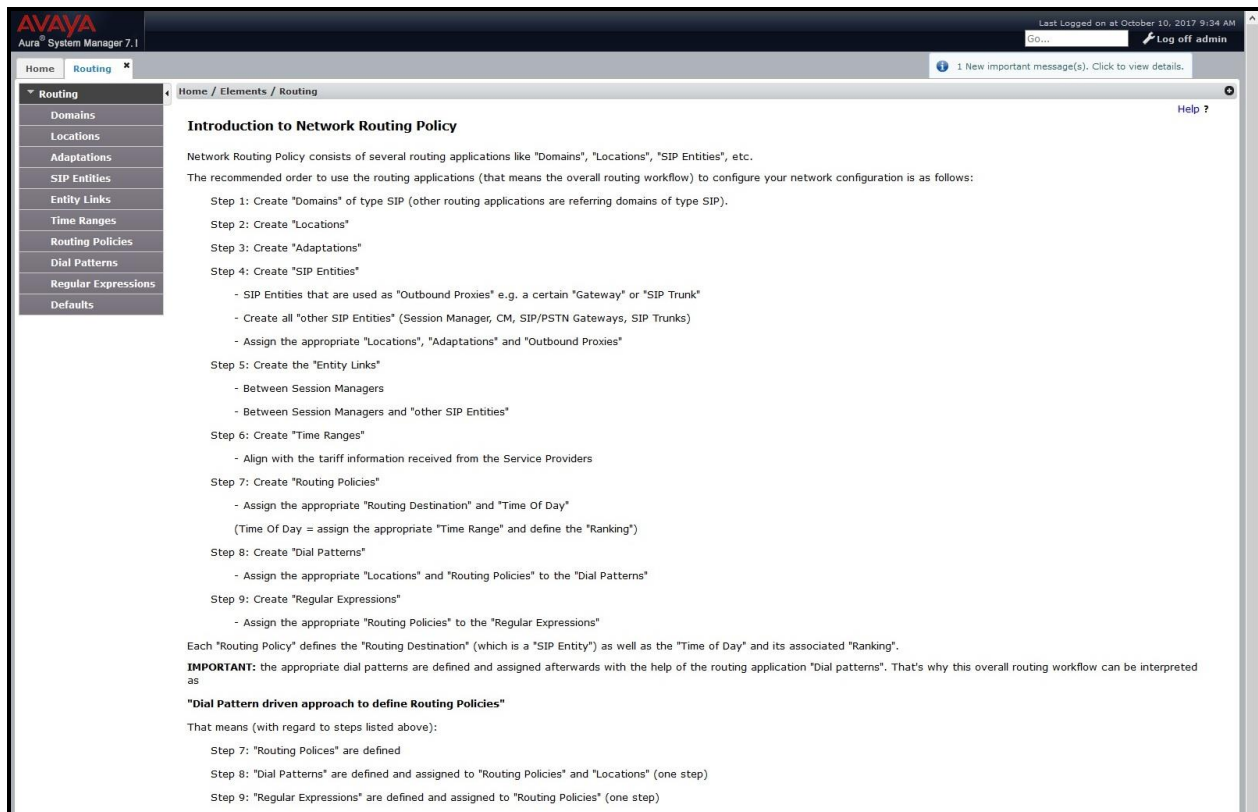 AVAYA
Aura® System Manager 7.1
Last Logged on at October 10, 2017 9:34 AM
Go...
Log off admin
Home
Routing ×
1 New important message(s). Click to view details.
Routing
Domains
Locations
Adaptations
SIP Entities
Entity Links
Time Ranges
Routing Policies
Dial Patterns
Regular Expressions
Defaults
Home / Elements / Routing
Help ?
Introduction to Network Routing Policy
Network Routing Policy consists of several routing applications like "Domains", "Locations", "SIP Entities", etc.
The recommended order to use the routing applications (that means the overall routing workflow) to configure your network configuration is as follows:
Step 1: Create "Domains" of type SIP (other routing applications are referring domains of type SIP).
Step 2: Create "Locations"
Step 3: Create "Adaptations"
Step 4: Create "SIP Entities"
- SIP Entities that are used as "Outbound Proxies" e.g. a certain "Gateway" or "SIP Trunk"
- Create all "other SIP Entities" (Session Manager, CM, SIP/PSTN Gateways, SIP Trunks)
- Assign the appropriate "Locations", "Adaptations" and "Outbound Proxies"
Step 5: Create the "Entity Links"
- Between Session Managers
- Between Session Managers and "other SIP Entities"
Step 6: Create "Time Ranges"
- Align with the tariff information received from the Service Providers
Step 7: Create "Routing Policies"
- Assign the appropriate "Routing Destination" and "Time Of Day"
(Time Of Day = assign the appropriate "Time Range" and define the "Ranking")
Step 8: Create "Dial Patterns"
- Assign the appropriate "Locations" and "Routing Policies" to the "Dial Patterns"
Step 9: Create "Regular Expressions"
- Assign the appropriate "Routing Policies" to the "Regular Expressions"
Each "Routing Policy" defines the "Routing Destination" (which is a "SIP Entity") as well as the "Time of Day" and its associated "Ranking".
IMPORTANT: the appropriate dial patterns are defined and assigned afterwards with the help of the routing application "Dial patterns". That's why this overall routing workflow can be interpreted
as
"Dial Pattern driven approach to define Routing Policies"
That means (with regard to steps listed above):
Step 7: "Routing Polices" are defined
Step 8: "Dial Patterns" are defined and assigned to "Routing Policies" and "Locations" (one step)
Step 9: "Regular Expressions" are defined and assigned to "Routing Policies" (one step)